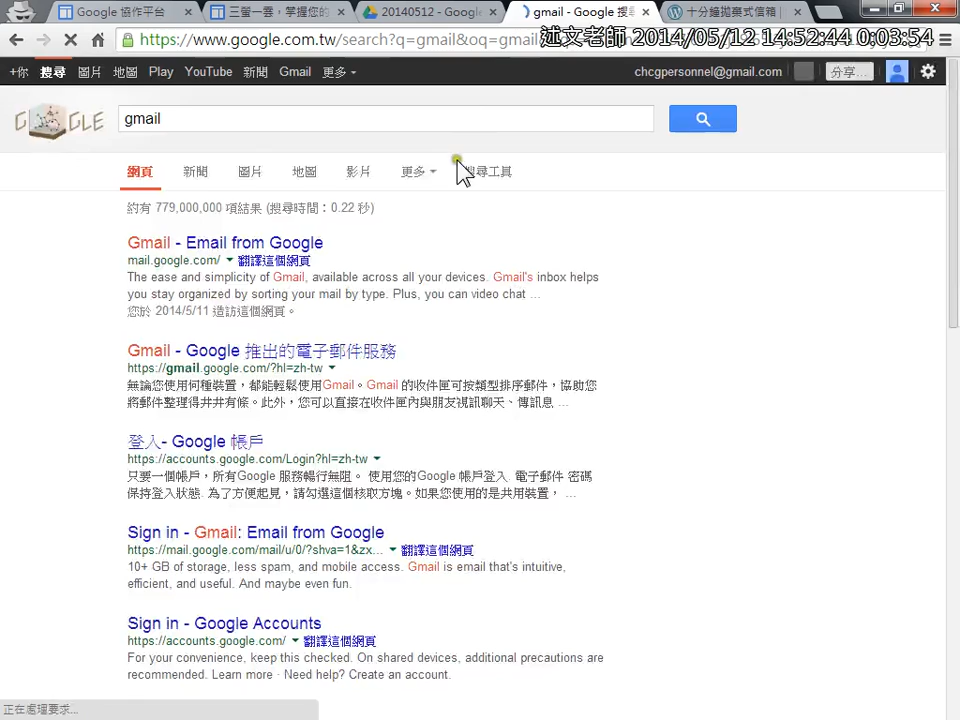 Google 協作平台
三螢一雲，掌握您的
20140512 - Google
gmail - Google 搜尋
十分鐘拋棄式信箱
https://www.google.com.tw/search?q=gmail&oq=gmail
述文老師 2014/05/12 14:52:44 0:03:54
+你 搜尋 圖片 地圖 Play YouTube 新聞 Gmail 更多
chcgpersonnel@gmail.com
分享...
gmail
網頁 新聞 圖片 地圖 影片 更多 搜尋工具
約有 779,000,000 項結果 (搜尋時間：0.22 秒)
Gmail - Email from Google
mail.google.com/ 翻譯這個網頁
The ease and simplicity of Gmail, available across all your devices. Gmail's inbox helps
you stay organized by sorting your mail by type. Plus, you can video chat ...
您於 2014/5/11 造訪這個網頁。
Gmail - Google 推出的電子郵件服務
https://gmail.google.com/?hl=zh-tw
無論您使用何種裝置，都能輕鬆使用Gmail。Gmail 的收件匣可按類型排序郵件，協助您
將郵件整理得井井有條。此外，您可以直接在收件匣內與朋友視訊聊天、傳訊息 ...
登入- Google 帳戶
https://accounts.google.com/Login?hl=zh-tw
只要一個帳戶，所有Google 服務暢行無阻。 使用您的Google 帳戶登入. 電子郵件 密碼
保持登入狀態. 為了方便起見，請勾選這個核取方塊。如果您使用的是共用裝置， ...
Sign in - Gmail: Email from Google
https://mail.google.com/mail/u/0/?shva=1&zx... 翻譯這個網頁
10+ GB of storage, less spam, and mobile access. Gmail is email that's intuitive,
efficient, and useful. And maybe even fun.
Sign in - Google Accounts
https://accounts.google.com/ 翻譯這個網頁
For your convenience, keep this checked. On shared devices, additional precautions are
recommended. Learn more · Need help? Create an account.
正在處理要求...